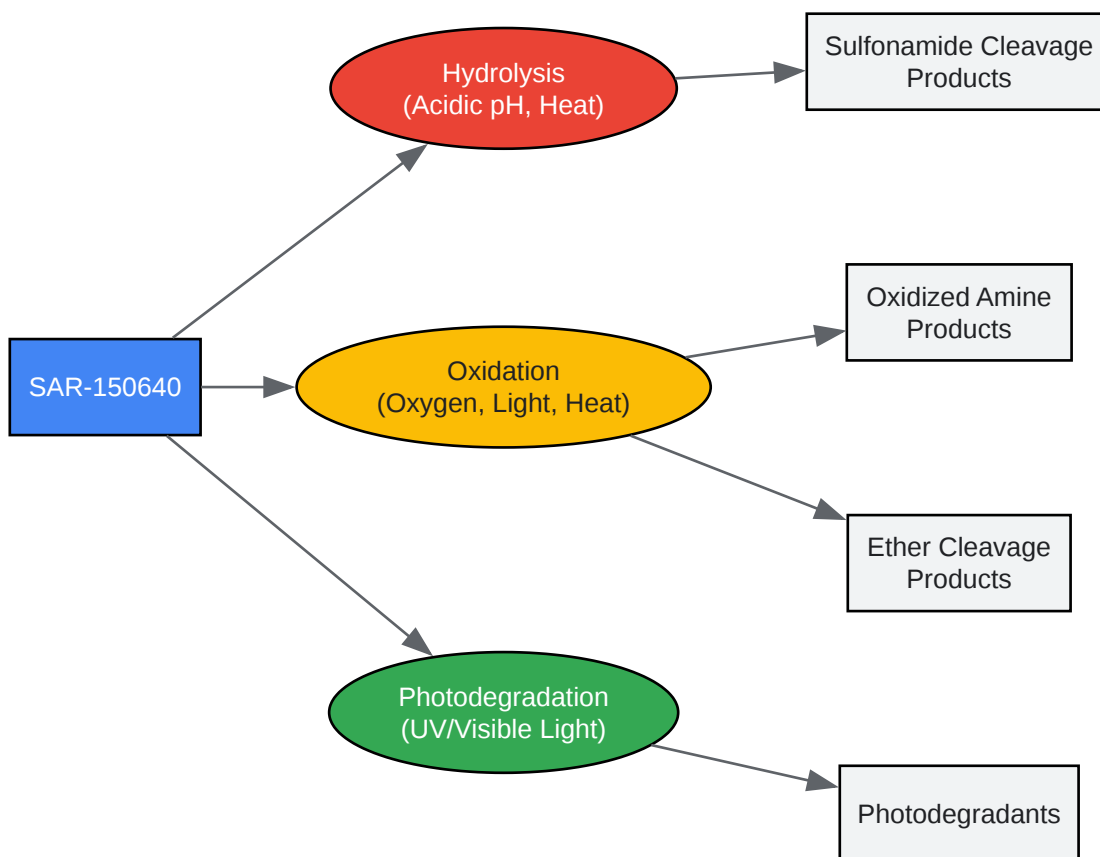 SAR-150640
Hydrolysis
(Acidic pH, Heat)
Sulfonamide Cleavage
Products
Oxidation
(Oxygen, Light, Heat)
Oxidized Amine
Products
Ether Cleavage
Products
Photodegradation
(UV/Visible Light)
Photodegradants